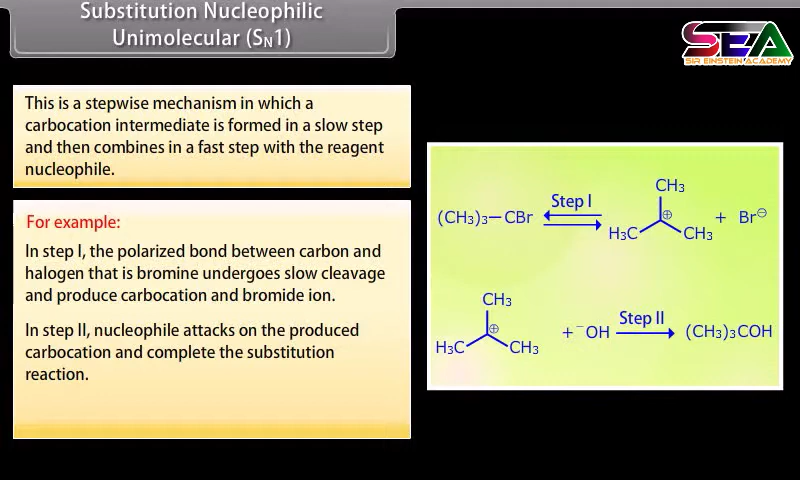 Substitution Nucleophilic
Unimolecular (SN1)
SEA
SIR EINSTEIN ACADEMY
This is a stepwise mechanism in which a
carbocation intermediate is formed in a slow step
and then combines in a fast step with the reagent
nucleophile.
For example:
In step I, the polarized bond between carbon and
halogen that is bromine undergoes slow cleavage
and produce carbocation and bromide ion.
In step II, nucleophile attacks on the produced
carbocation and complete the substitution
reaction.
CH3
Step I
(CH3)3—CBr ⇌ ⊕ + Br⊖
H3C CH3
CH3
Step II
⊕ + ⁻OH → (CH3)3COH
H3C CH3